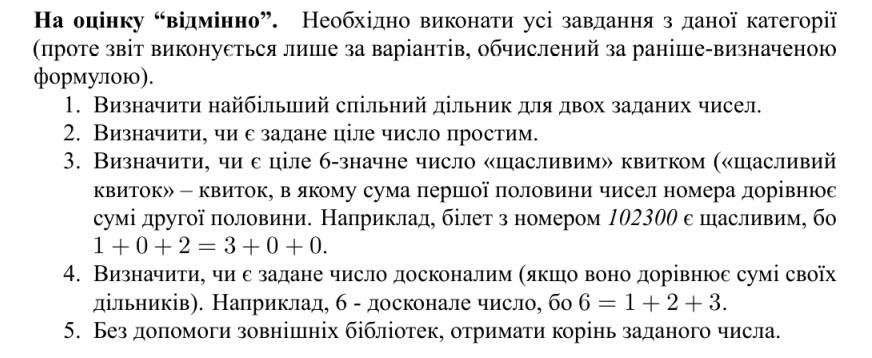 На оцінку “відмінно”. Необхідно виконати усі завдання з даної категорії
(проте звіт виконується лише за варіантів, обчислений за раніше-визначеною
формулою).
1. Визначити найбільший спільний дільник для двох заданих чисел.
2. Визначити, чи є задане ціле число простим.
3. Визначити, чи є ціле 6-значне число «щасливим» квитком («щасливий
квиток» – квиток, в якому сума першої половини чисел номера дорівнює
сумі другої половини. Наприклад, білет з номером 102300 є щасливим, бо
1 + 0 + 2 = 3 + 0 + 0.
4. Визначити, чи є задане число досконалим (якщо воно дорівнює сумі своїх
дільників). Наприклад, 6 - досконале число, бо 6 = 1 + 2 + 3.
5. Без допомоги зовнішніх бібліотек, отримати корінь заданого числа.